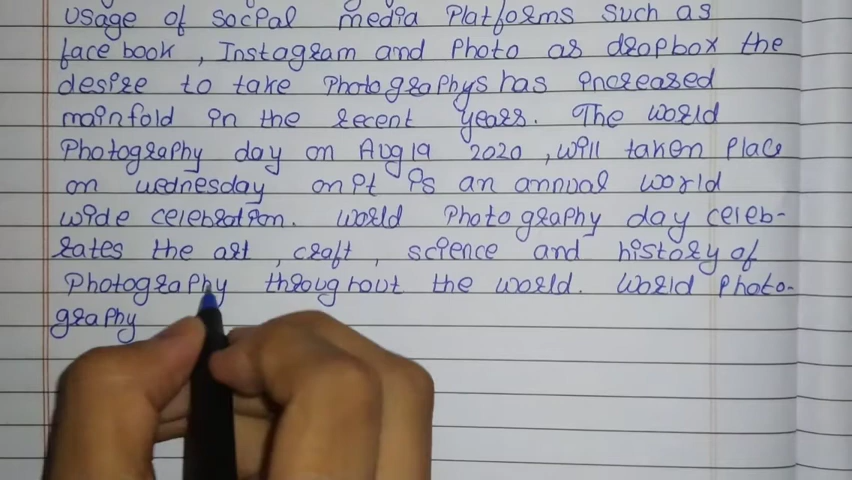 Usage of social media Platforms such as
face book , Instagram and Photo as dropbox the
desire to take Photographys has increased
mainfold in the recent years. The world
Photography day on Aug 19 2020 , will taken Place
on wednesday on it is an annual world
wide celebration. world Photography day celeb-
rates the art , craft , science and history of
Photography throughout the world. World Photo-
graphy